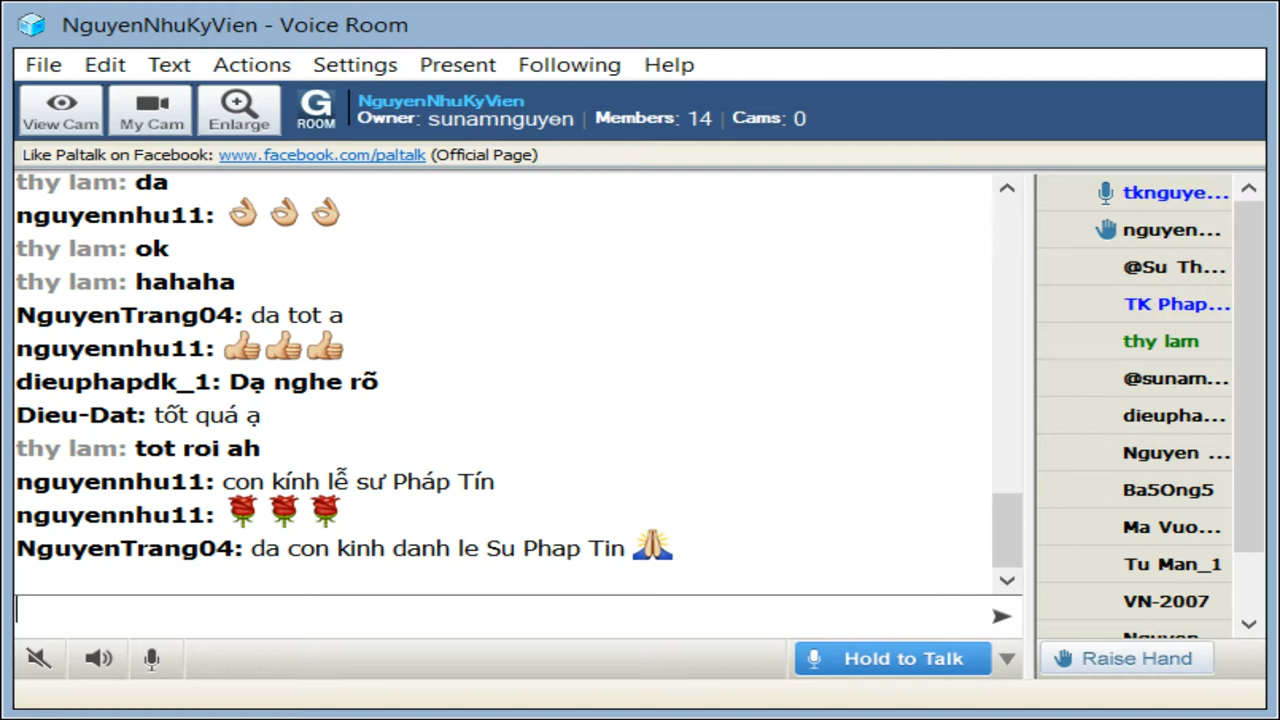 NguyenNhuKyVien - Voice Room
File Edit Text Actions Settings Present Following Help
View Cam My Cam Enlarge G ROOM
NguyenNhuKyVien
Owner: sunamnguyen | Members: 14 | Cams: 0
Like Paltalk on Facebook: www.facebook.com/paltalk (Official Page)
thy lam: da
nguyennhu11:
thy lam: ok
thy lam: hahaha
NguyenTrang04: da tot a
nguyennhu11:
dieuphapdk_1: Dạ nghe rõ
Dieu-Dat: tốt quá ạ
thy lam: tot roi ah
nguyennhu11: con kính lễ sư Pháp Tín
nguyennhu11:
NguyenTrang04: da con kinh danh le Su Phap Tin
tknguye...
nguyen...
@Su Th...
TK Phap...
thy lam
@sunam...
dieupha...
Nguyen ...
Ba5Ong5
Ma Vuo...
Tu Man_1
VN-2007
Hold to Talk
Raise Hand